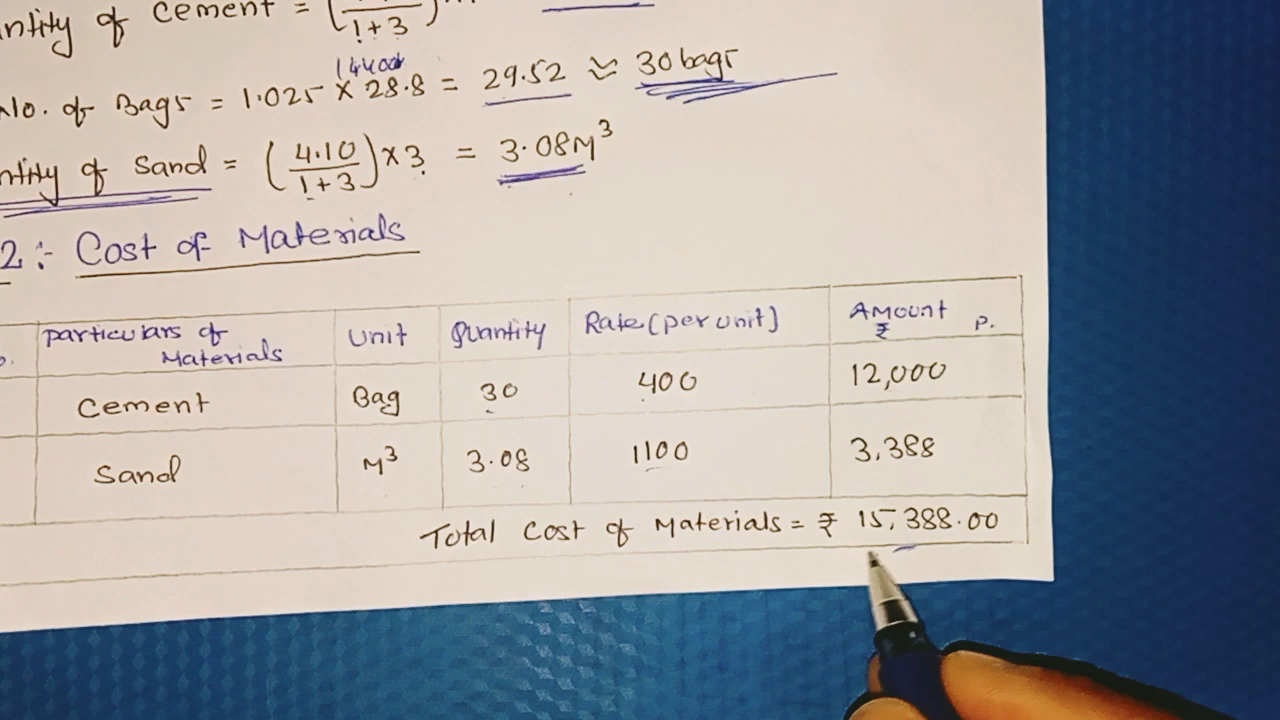 ntity of Cement = (/1+3)
1440
No. of Bags = 1.025 × 28.8 = 29.52 ≈ 30 bags
ntity of Sand = (4.10/1+3) × 3 = 3.08 M³
2 :- Cost of Materials
Particulars of Materials Unit Quantity Rate (per unit) Amount ₹ P.
Cement Bag 30 400 12,000
Sand M³ 3.08 1100 3,388
Total Cost of Materials = ₹ 15,388.00